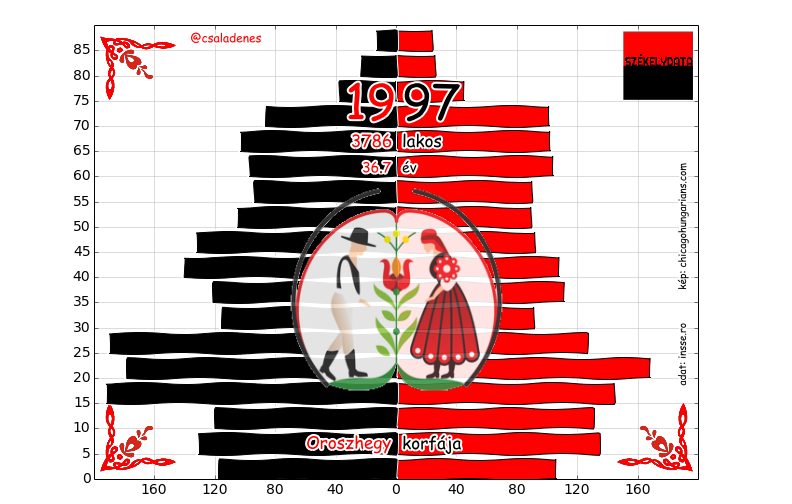 @csaladenes
SZÉKELYDATA
1997
3786 lakos
36.7 év
kép: chicagohungarians.com
adat: insse.ro
Oroszhegy korfája
85
80
75
70
65
60
55
50
45
40
35
30
25
20
15
10
5
0
160 120 80 40 0 40 80 120 160